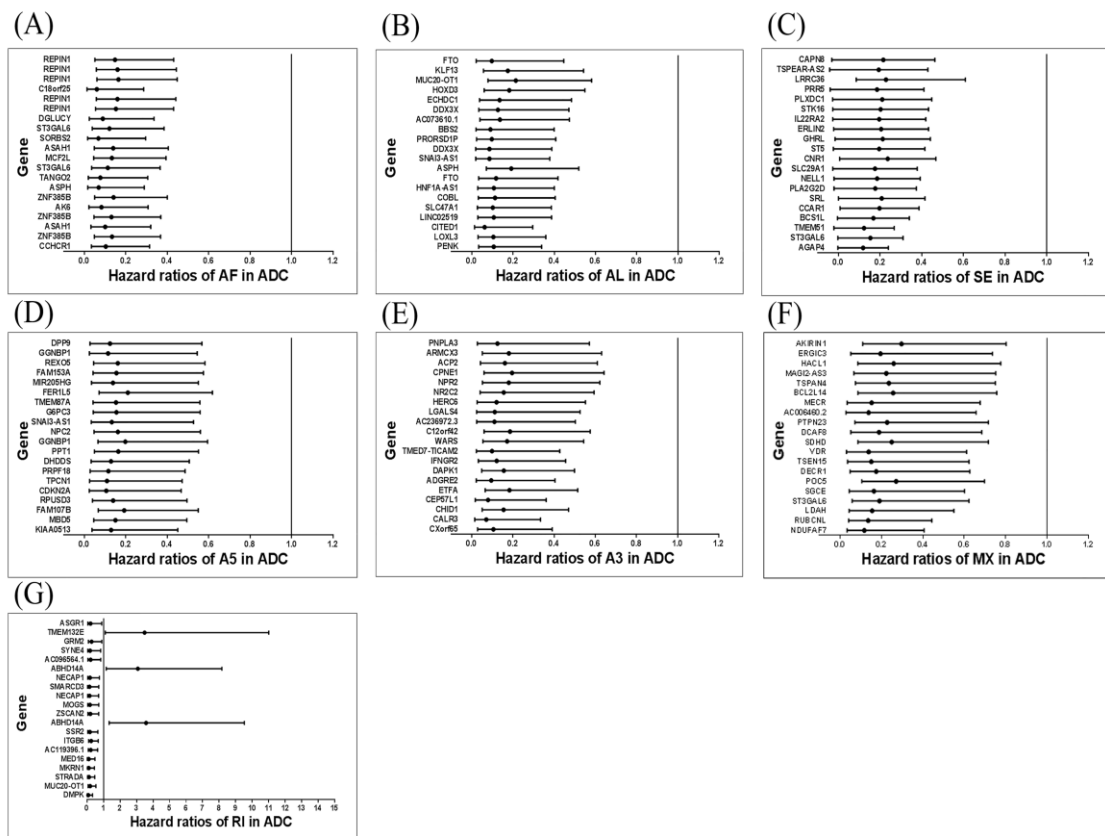 (A)
Gene
REPIN1
REPIN1
REPIN1
C18orf25
REPIN1
REPIN1
DGLUCY
ST3GAL6
SORBS2
ASAH1
MCF2L
ST3GAL6
TANGO2
ASPH
ZNF385B
AK6
ZNF385B
ASAH1
ZNF385B
CCHCR1
0.0 0.2 0.4 0.6 0.8 1.0 1.2
Hazard ratios of AF in ADC
(B)
Gene
FTO
KLF13
MUC20-OT1
HOXD3
ECHDC1
DDX3X
AC073610.1
BBS2
PRORSD1P
DDX3X
SNAI3-AS1
ASPH
FTO
HNF1A-AS1
COBL
SLC47A1
LINC02519
CITED1
LOXL3
PENK
0.0 0.2 0.4 0.6 0.8 1.0 1.2
Hazard ratios of AL in ADC
(C)
Gene
CAPN8
TSPEAR-AS2
LRRC36
PRR5
PLXDC1
STK16
IL22RA2
ERLIN2
GHRL
ST5
CNR1
SLC29A1
NELL1
PLA2G2D
SRL
CCAR1
BCS1L
TMEM51
ST3GAL6
AGAP4
0.0 0.2 0.4 0.6 0.8 1.0 1.2
Hazard ratios of SE in ADC
(D)
Gene
DPP9
GGNBP1
REXO5
FAM153A
MIR205HG
FER1L5
TMEM87A
G6PC3
SNAI3-AS1
NPC2
GGNBP1
PPT1
DHDDS
PRPF18
TPCN1
CDKN2A
RPUSD3
FAM107B
MBD5
KIAA0513
0.0 0.2 0.4 0.6 0.8 1.0 1.2
Hazard ratios of A5 in ADC
(E)
Gene
PNPLA3
ARMCX3
ACP2
CPNE1
NPR2
NR2C2
HERC6
LGALS4
AC236972.3
C12orf42
WARS
TMED7-TICAM2
IFNGR2
DAPK1
ADGRE2
ETFA
CEP57L1
CHID1
CALR3
CXorf65
0.0 0.2 0.4 0.6 0.8 1.0 1.2
Hazard ratios of A3 in ADC
(F)
Gene
AKIRIN1
ERGIC3
HACL1
MAGI2-AS3
TSPAN4
BCL2L14
MECR
AC006460.2
PTPN23
DCAF8
SDHD
VDR
TSEN15
DECR1
POC5
SGCE
ST3GAL6
LDAH
RUBCNL
NDUFAF7
0.0 0.2 0.4 0.6 0.8 1.0 1.2
Hazard ratios of MX in ADC
(G)
Gene
ASGR1
TMEM132E
GRM2
SYNE4
AC096564.1
ABHD14A
NECAP1
SMARCD3
NECAP1
MOGS
ZSCAN2
ABHD14A
SSR2
ITGB6
AC119396.1
MED16
MKRN1
STRADA
MUC20-OT1
DMPK
0 1 2 3 4 5 6 7 8 9 10 11 12 13 14 15
Hazard ratios of RI in ADC